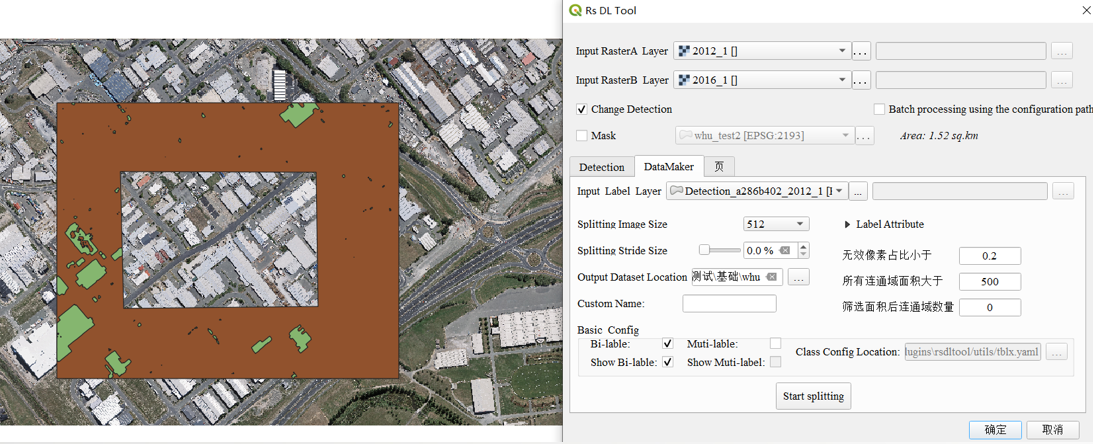 Rs DL Tool
Input RasterA Layer 2012_1 [] ... ...
Input RasterB Layer 2016_1 [] ... ...
Change Detection Batch processing using the configuration path
Mask whu_test2 [EPSG:2193] ... Area: 1.52 sq.km
Detection DataMaker 页
Input Label Layer Detection_a286b402_2012_1 [I ... ...
Splitting Image Size 512 Label Attribute
Splitting Stride Size 0.0 % 无效像素占比小于 0.2
Output Dataset Location 测试\基础\whu ... 所有连通域面积大于 500
Custom Name: 筛选面积后连通域数量 0
Basic Config
Bi-lable: Muti-lable: Class Config Location: lugins\rsdltool/utils/tblx.yaml ...
Show Bi-lable: Show Muti-label:
Start splitting
确定 取消